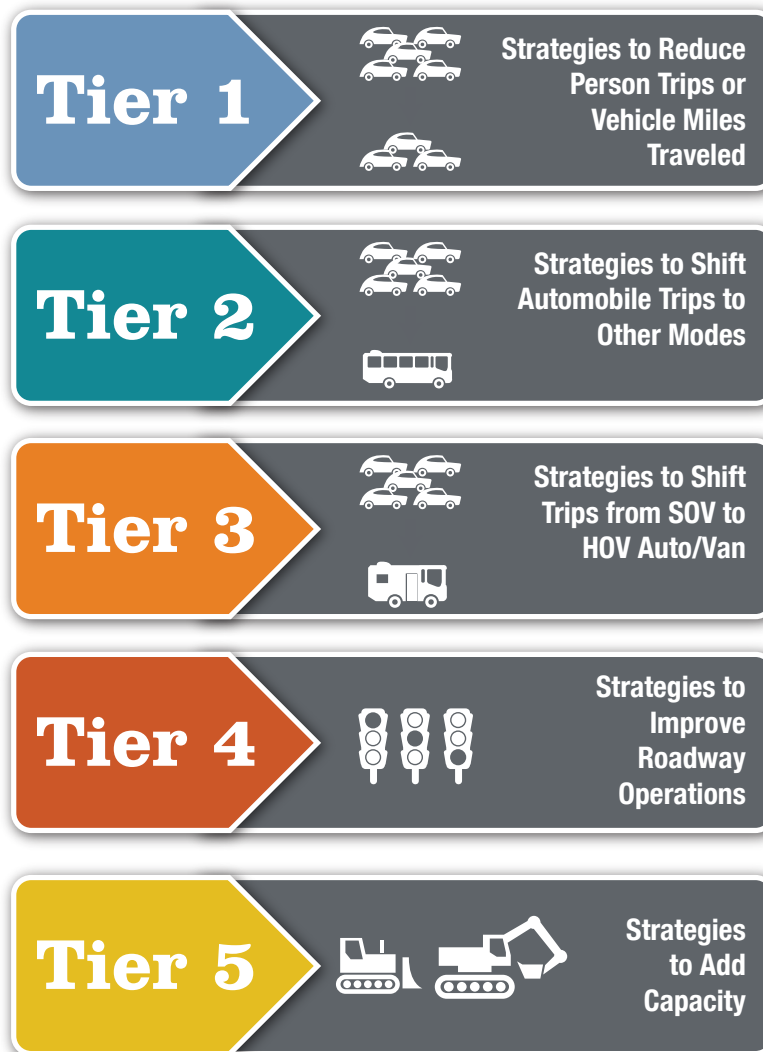 Tier 1
Strategies to Reduce
Person Trips or
Vehicle Miles
Traveled
Tier 2
Strategies to Shift
Automobile Trips to
Other Modes
Tier 3
Strategies to Shift
Trips from SOV to
HOV Auto/Van
Tier 4
Strategies to
Improve
Roadway
Operations
Tier 5
Strategies
to Add
Capacity